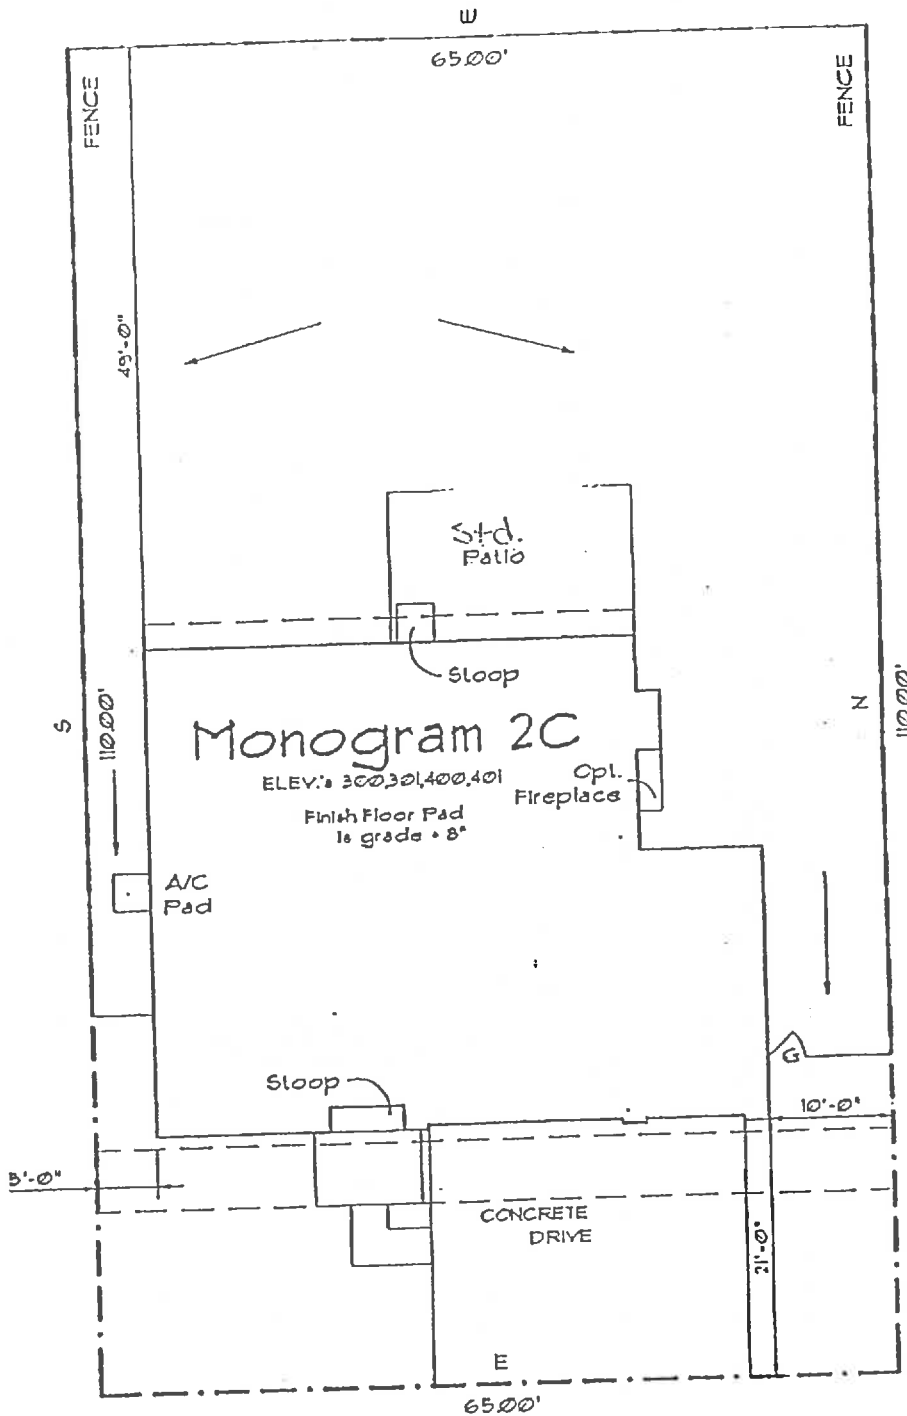 W
65.00'
FENCE
FENCE
49'-0"
Std.
Patio
Stoop
S
110.00'
N
110.00'
Monogram 2C
ELEV.'s 300,301,400,401
Finish Floor Pad
is grade + 8"
Opt.
Fireplace
A/C
Pad
G
Stoop
10'-0"
5'-0"
CONCRETE
DRIVE
21'-0"
E
65.00'